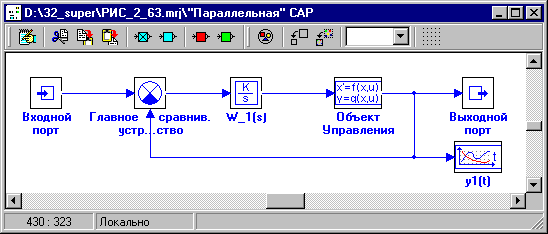 D:\32_super\РИС_2_63.mrj\"Параллельная" САР
K
s
x'=f(x,u)
y=q(x,u)
t
Входной
порт
Главное сравнив.
устр...ство
W_1(s)
Объект
Управления
Выходной
порт
y1(t)
430 : 323
Локально